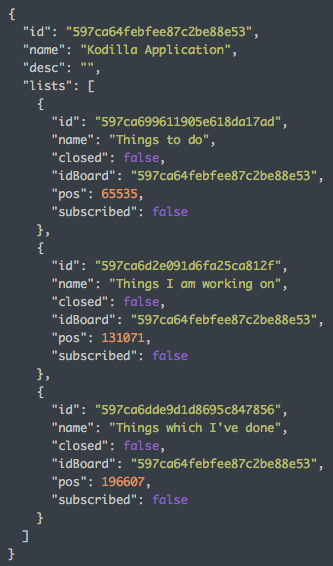 {
  "id": "597ca64febfee87c2be88e53",
  "name": "Kodilla Application",
  "desc": "",
  "lists": [
    {
      "id": "597ca699611905e618da17ad",
      "name": "Things to do",
      "closed": false,
      "idBoard": "597ca64febfee87c2be88e53",
      "pos": 65535,
      "subscribed": false
    },
    {
      "id": "597ca6d2e091d6fa25ca812f",
      "name": "Things I am working on",
      "closed": false,
      "idBoard": "597ca64febfee87c2be88e53",
      "pos": 131071,
      "subscribed": false
    },
    {
      "id": "597ca6dde9d1d8695c847856",
      "name": "Things which I've done",
      "closed": false,
      "idBoard": "597ca64febfee87c2be88e53",
      "pos": 196607,
      "subscribed": false
    }
  ]
}